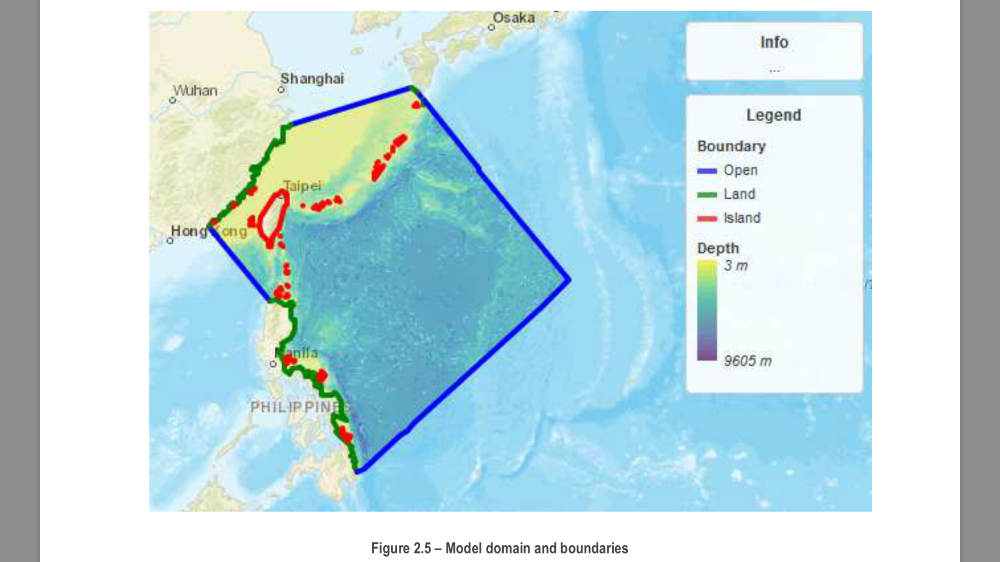 Osaka
Shanghai
Wuhan
Taipei
Hong Kong
Manila
PHILIPPINES
Info
...
Legend
Boundary
Open
Land
Island
Depth
3 m
9605 m
Figure 2.5 – Model domain and boundaries